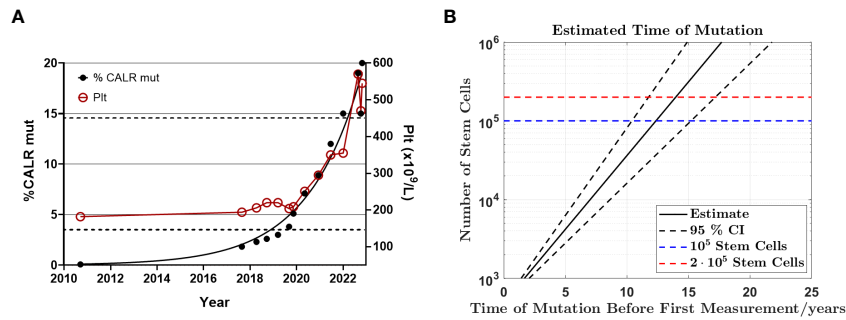 A
% CALR mut
Plt
%CALR mut
20
15
10
5
0
600
500
400
300
200
100
Plt (x10⁹/L)
2010 2012 2014 2016 2018 2020 2022
Year
B
Estimated Time of Mutation
Number of Stem Cells
10⁶
10⁵
10⁴
10³
Estimate
95 % CI
10⁵ Stem Cells
2 · 10⁵ Stem Cells
0 5 10 15 20 25
Time of Mutation Before First Measurement/years